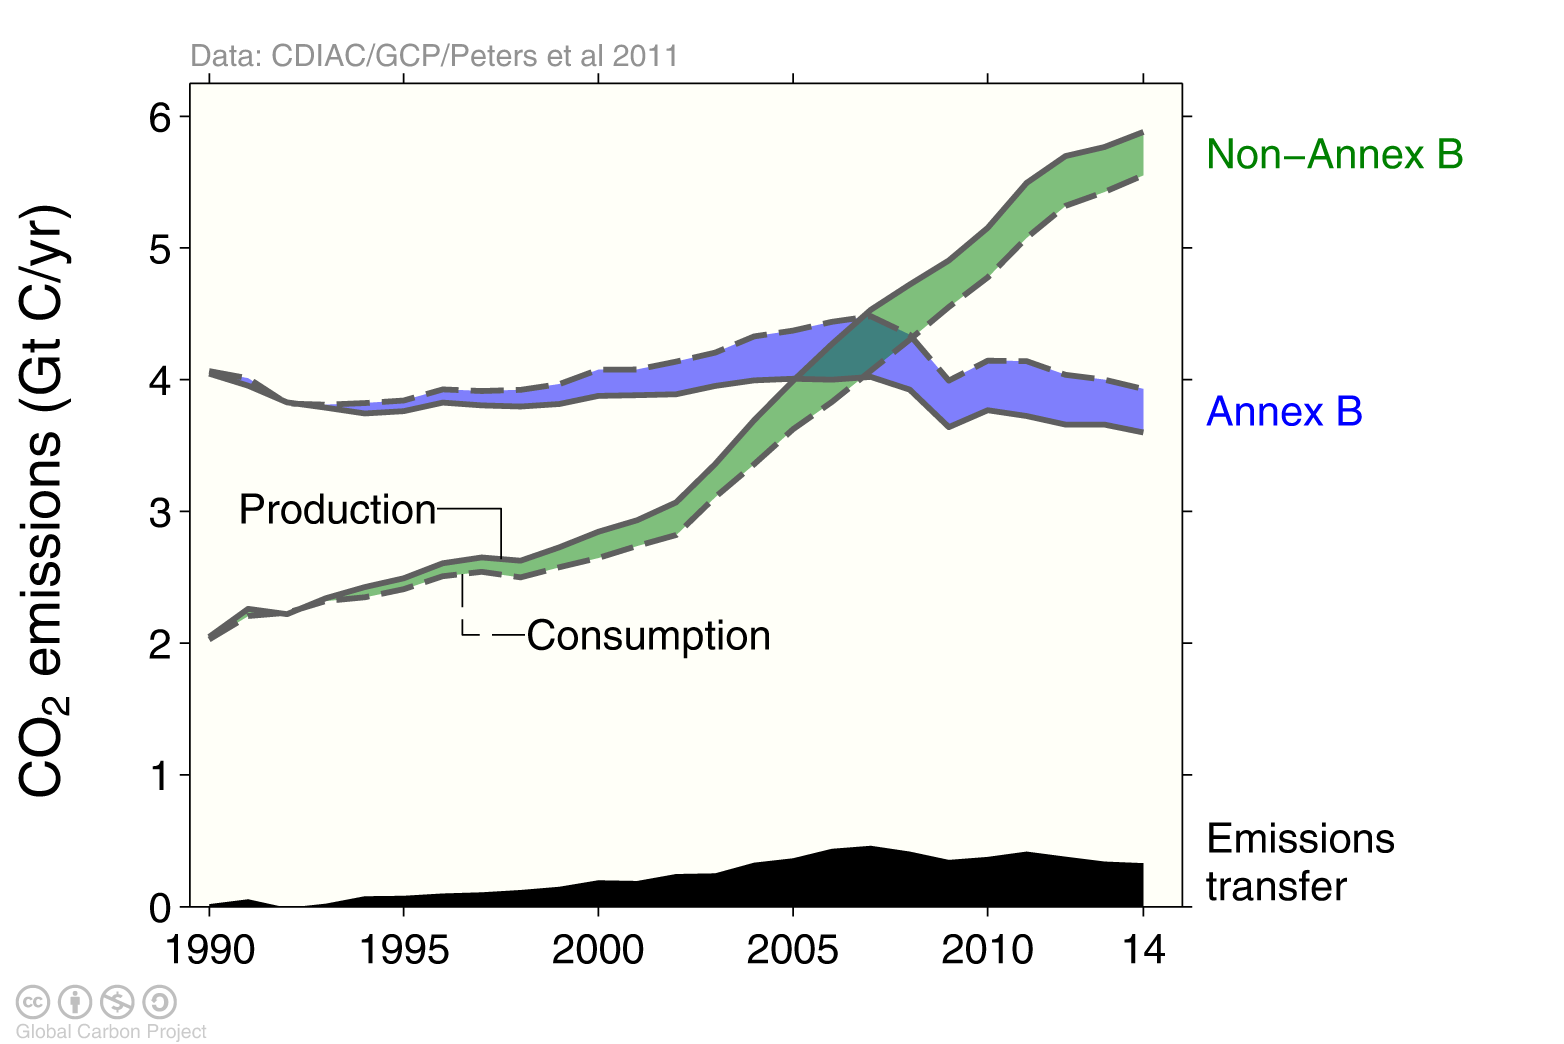 Data: CDIAC/GCP/Peters et al 2011
CO₂ emissions (Gt C/yr)
6
5
4
3
2
1
0
1990
1995
2000
2005
2010
14
Production
Consumption
Non−Annex B
Annex B
Emissions
transfer
cc
Global Carbon Project